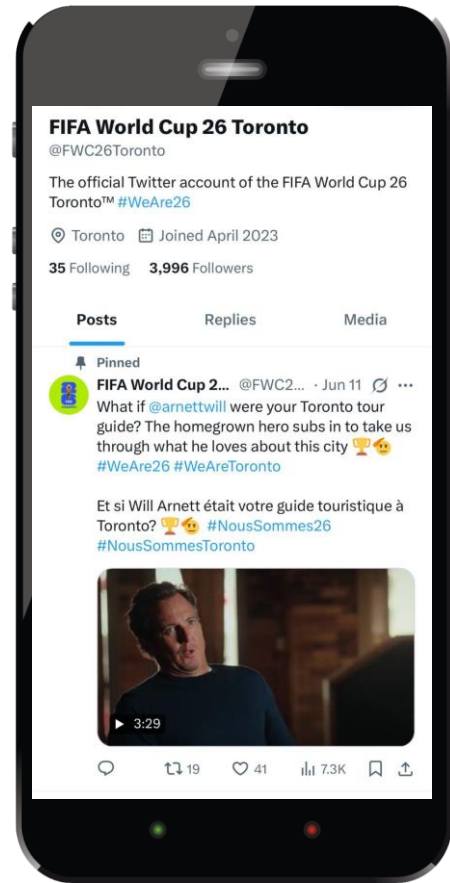 FIFA World Cup 26 Toronto
@FWC26Toronto
The official Twitter account of the FIFA World Cup 26
Toronto™ #WeAre26
Toronto Joined April 2023
35 Following 3,996 Followers
Posts Replies Media
Pinned
FIFA World Cup 2... @FWC2... · Jun 11
What if @arnettwill were your Toronto tour
guide? The homegrown hero subs in to take us
through what he loves about this city 🏆🫡
#WeAre26 #WeAreToronto
Et si Will Arnett était votre guide touristique à
Toronto? 🏆🫡 #NousSommes26
#NousSommesToronto
3:29
19 41 7.3K